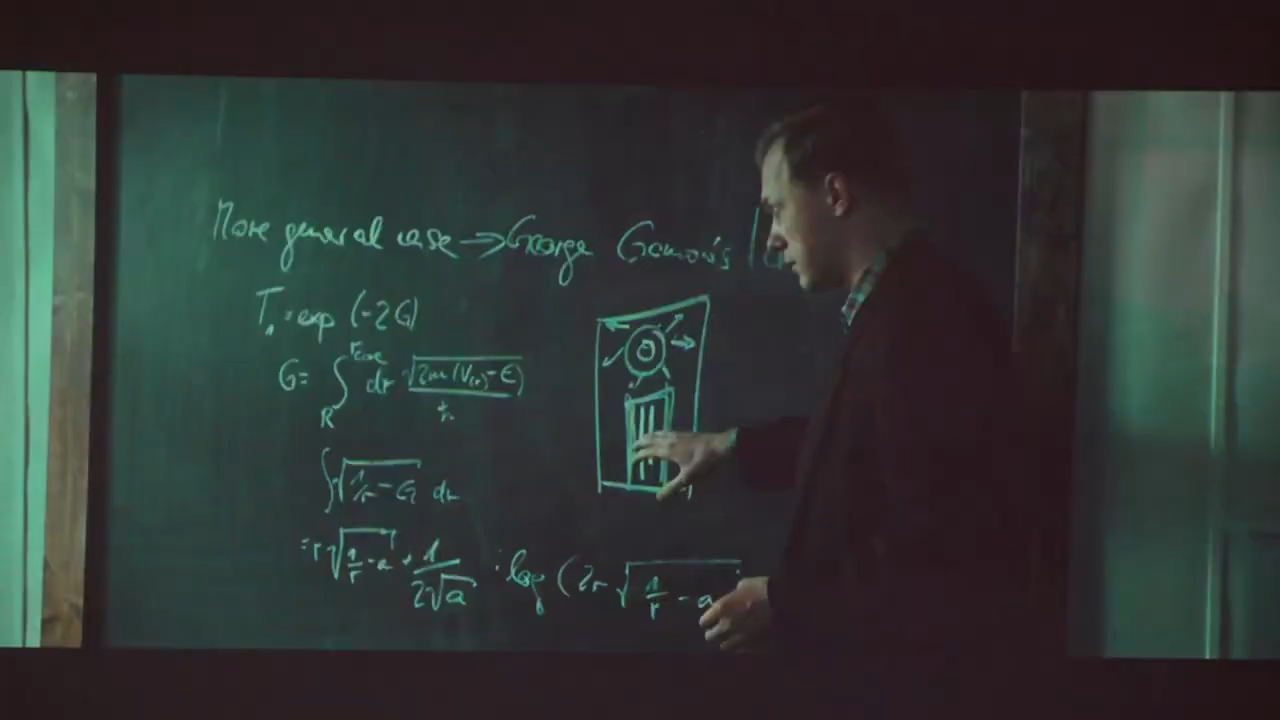 More general case → George Gamow's
T = exp (-2G)
G = ∫ dr √2m(V(r)-E)
R
ħ
∫√1/r - a dr
= r√1/r - a + 1/2√a · log (2r √1/r - a